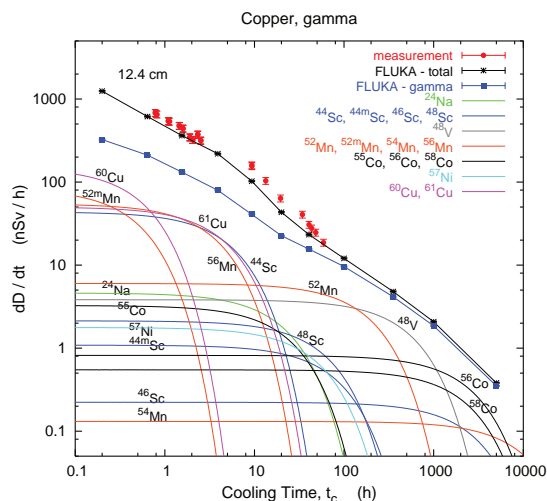 Copper, gamma
12.4 cm
measurement
FLUKA - total
FLUKA - gamma
²⁴Na
⁴⁴Sc, ⁴⁴ᵐSc, ⁴⁶Sc, ⁴⁸Sc
⁴⁸V
⁵²Mn, ⁵²ᵐMn, ⁵⁴Mn, ⁵⁶Mn
⁵⁵Co, ⁵⁶Co, ⁵⁸Co
⁵⁷Ni
⁶⁰Cu, ⁶¹Cu
1000
100
10
1
0.1
dD / dt (nSv / h)
⁶⁰Cu
⁵²ᵐMn
⁶¹Cu
⁵⁶Mn
⁴⁴Sc
²⁴Na
⁵²Mn
⁵⁵Co
⁴⁸V
⁵⁷Ni
⁴⁸Sc
⁴⁴ᵐSc
⁵⁶Co
⁴⁶Sc
⁵⁸Co
⁵⁴Mn
0.1 1 10 100 1000 10000
Cooling Time, t_c (h)